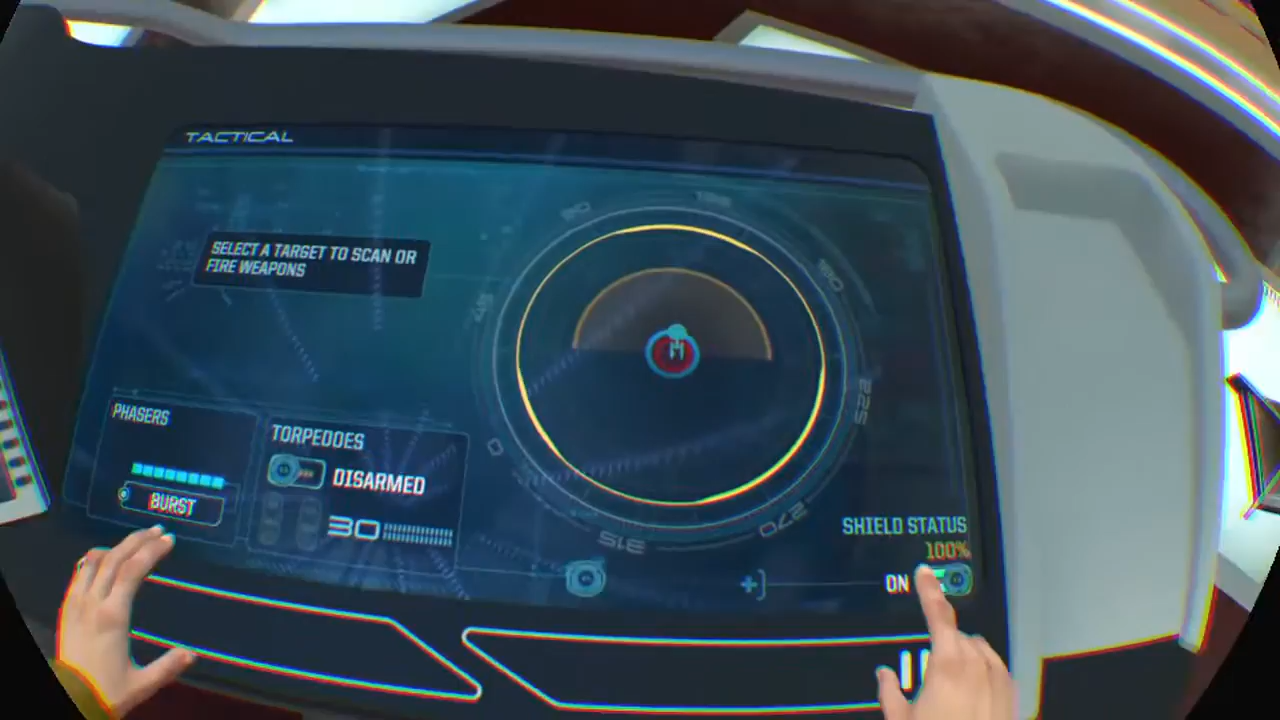 TACTICAL
SELECT A TARGET TO SCAN OR
FIRE WEAPONS
PHASERS
BURST
TORPEDOES
DISARMED
30
0
225
270
315
SHIELD STATUS
100%
ON